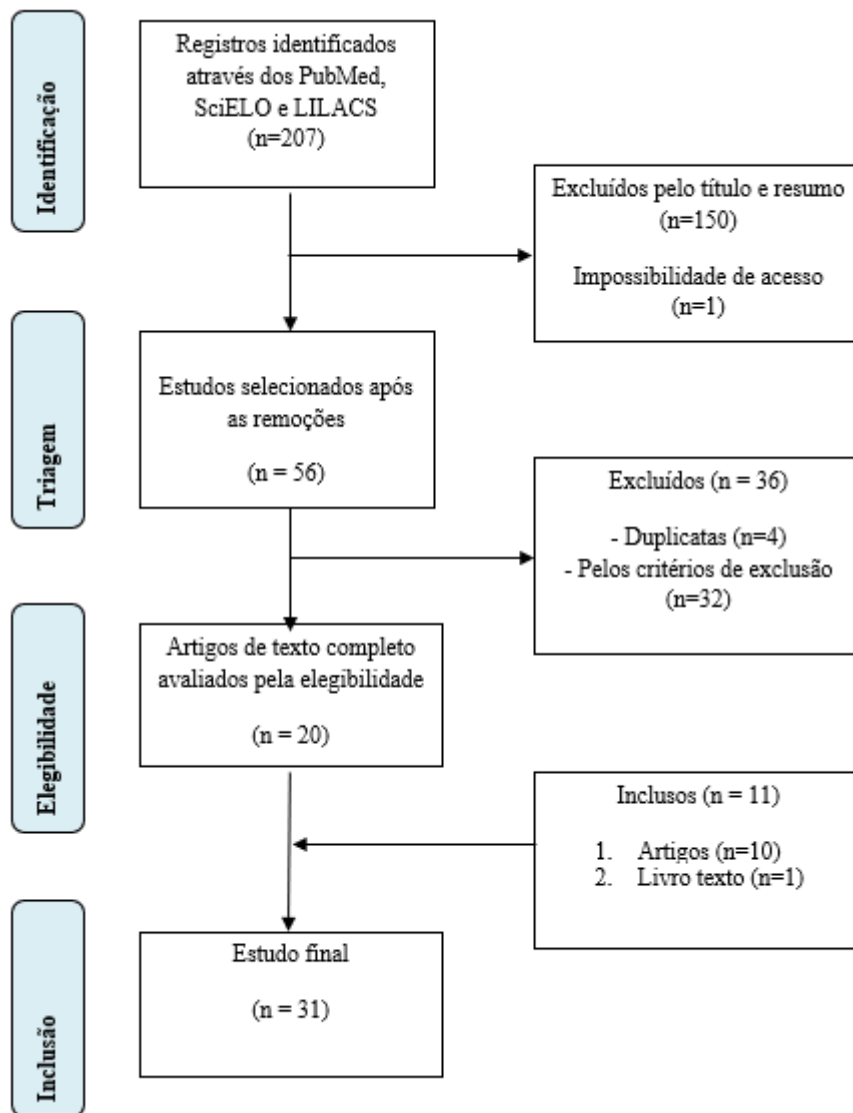 Identificação
Registros identificados
através dos PubMed,
SciELO e LILACS
(n=207)
Excluídos pelo título e resumo
(n=150)
Impossibilidade de acesso
(n=1)
Triagem
Estudos selecionados após
as remoções
(n = 56)
Excluídos (n = 36)
- Duplicatas (n=4)
- Pelos critérios de exclusão
(n=32)
Elegibilidade
Artigos de texto completo
avaliados pela elegibilidade
(n = 20)
Inclusos (n = 11)
1. Artigos (n=10)
2. Livro texto (n=1)
Inclusão
Estudo final
(n = 31)